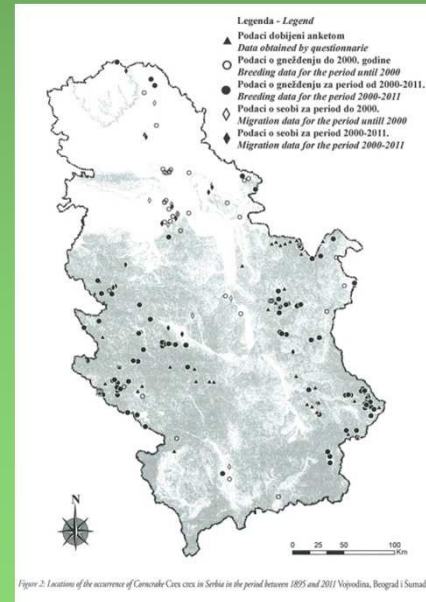 Legenda - Legend
Podaci dobijeni anketom
Data obtained by questionnarie
Podaci o gneždenju do 2000. godine
Breeding data for the period until 2000
Podaci o gneždenju za period od 2000-2011.
Breeding data for the period 2000-2011
Podaci o seobi za period do 2000.
Migration data for the period untill 2000
Podaci o seobi za period 2000-2011.
Migration data for the period 2000-2011
N
0 25 50 100
Km
Figure 2: Locations of the occurrence of Corncrake Crex crex in Serbia in the period between 1895 and 2011 Vojvodina, Beograd i Šumad